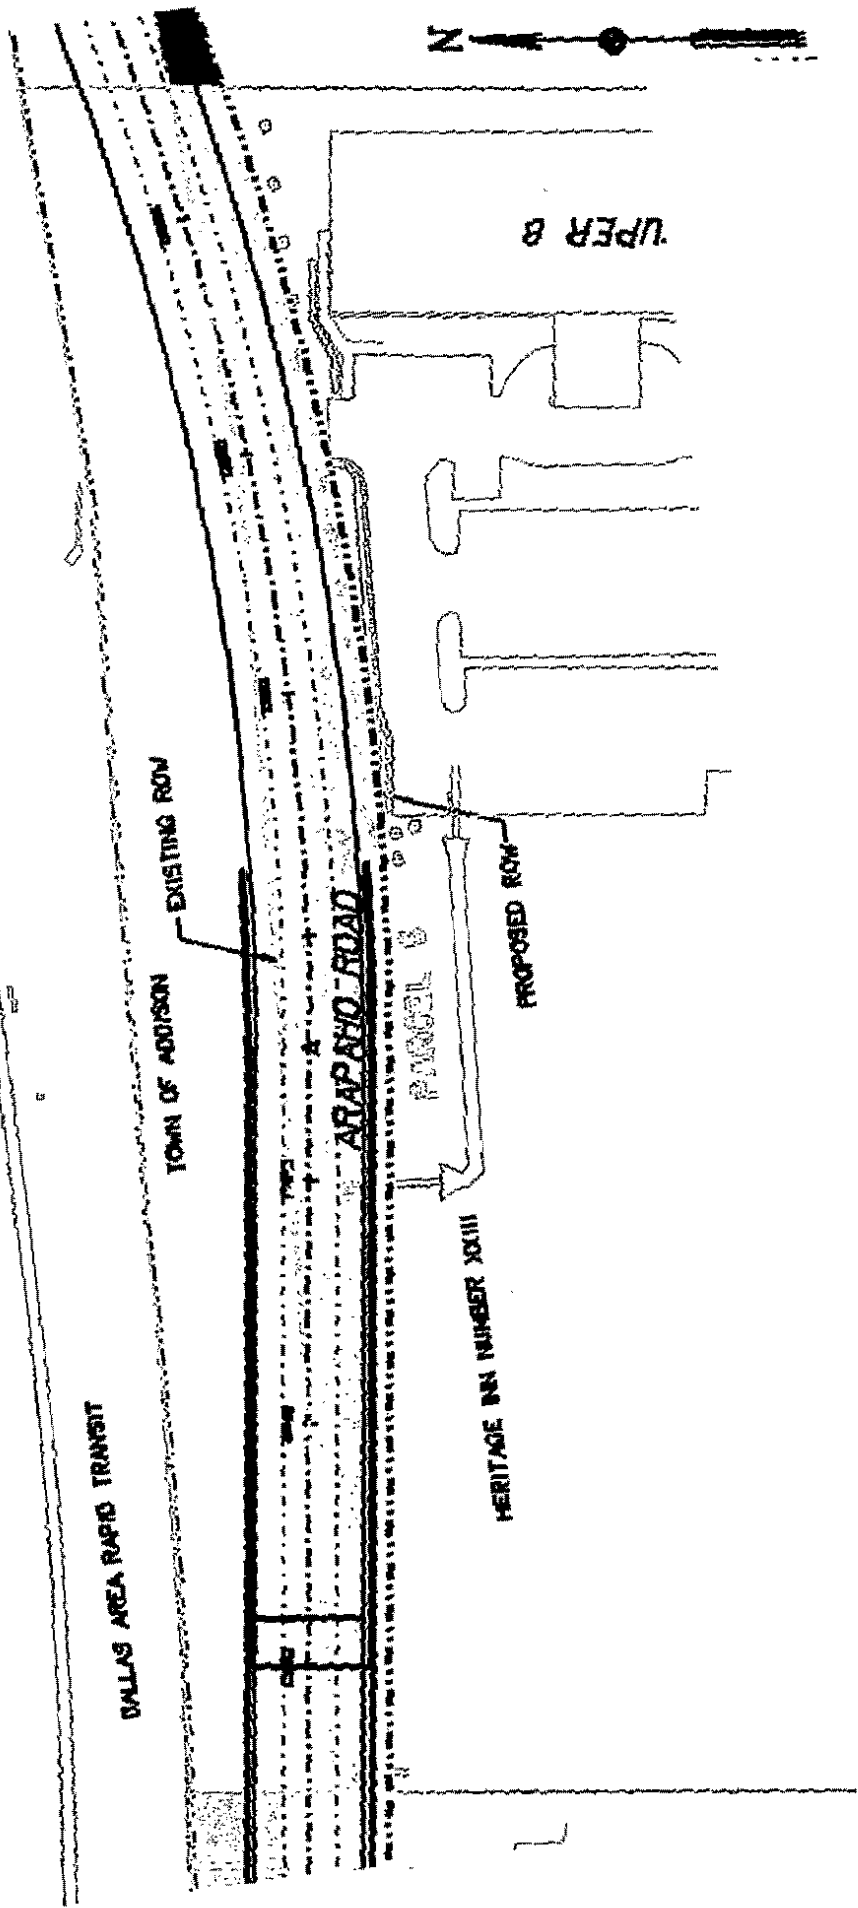 N
UPER 8
EXISTING ROW
TOWN OF ADDISON
ARAPAHO ROAD
PROPOSED ROW
PARCEL
HERITAGE INN NUMBER XXIII
DALLAS AREA RAPID TRANSIT